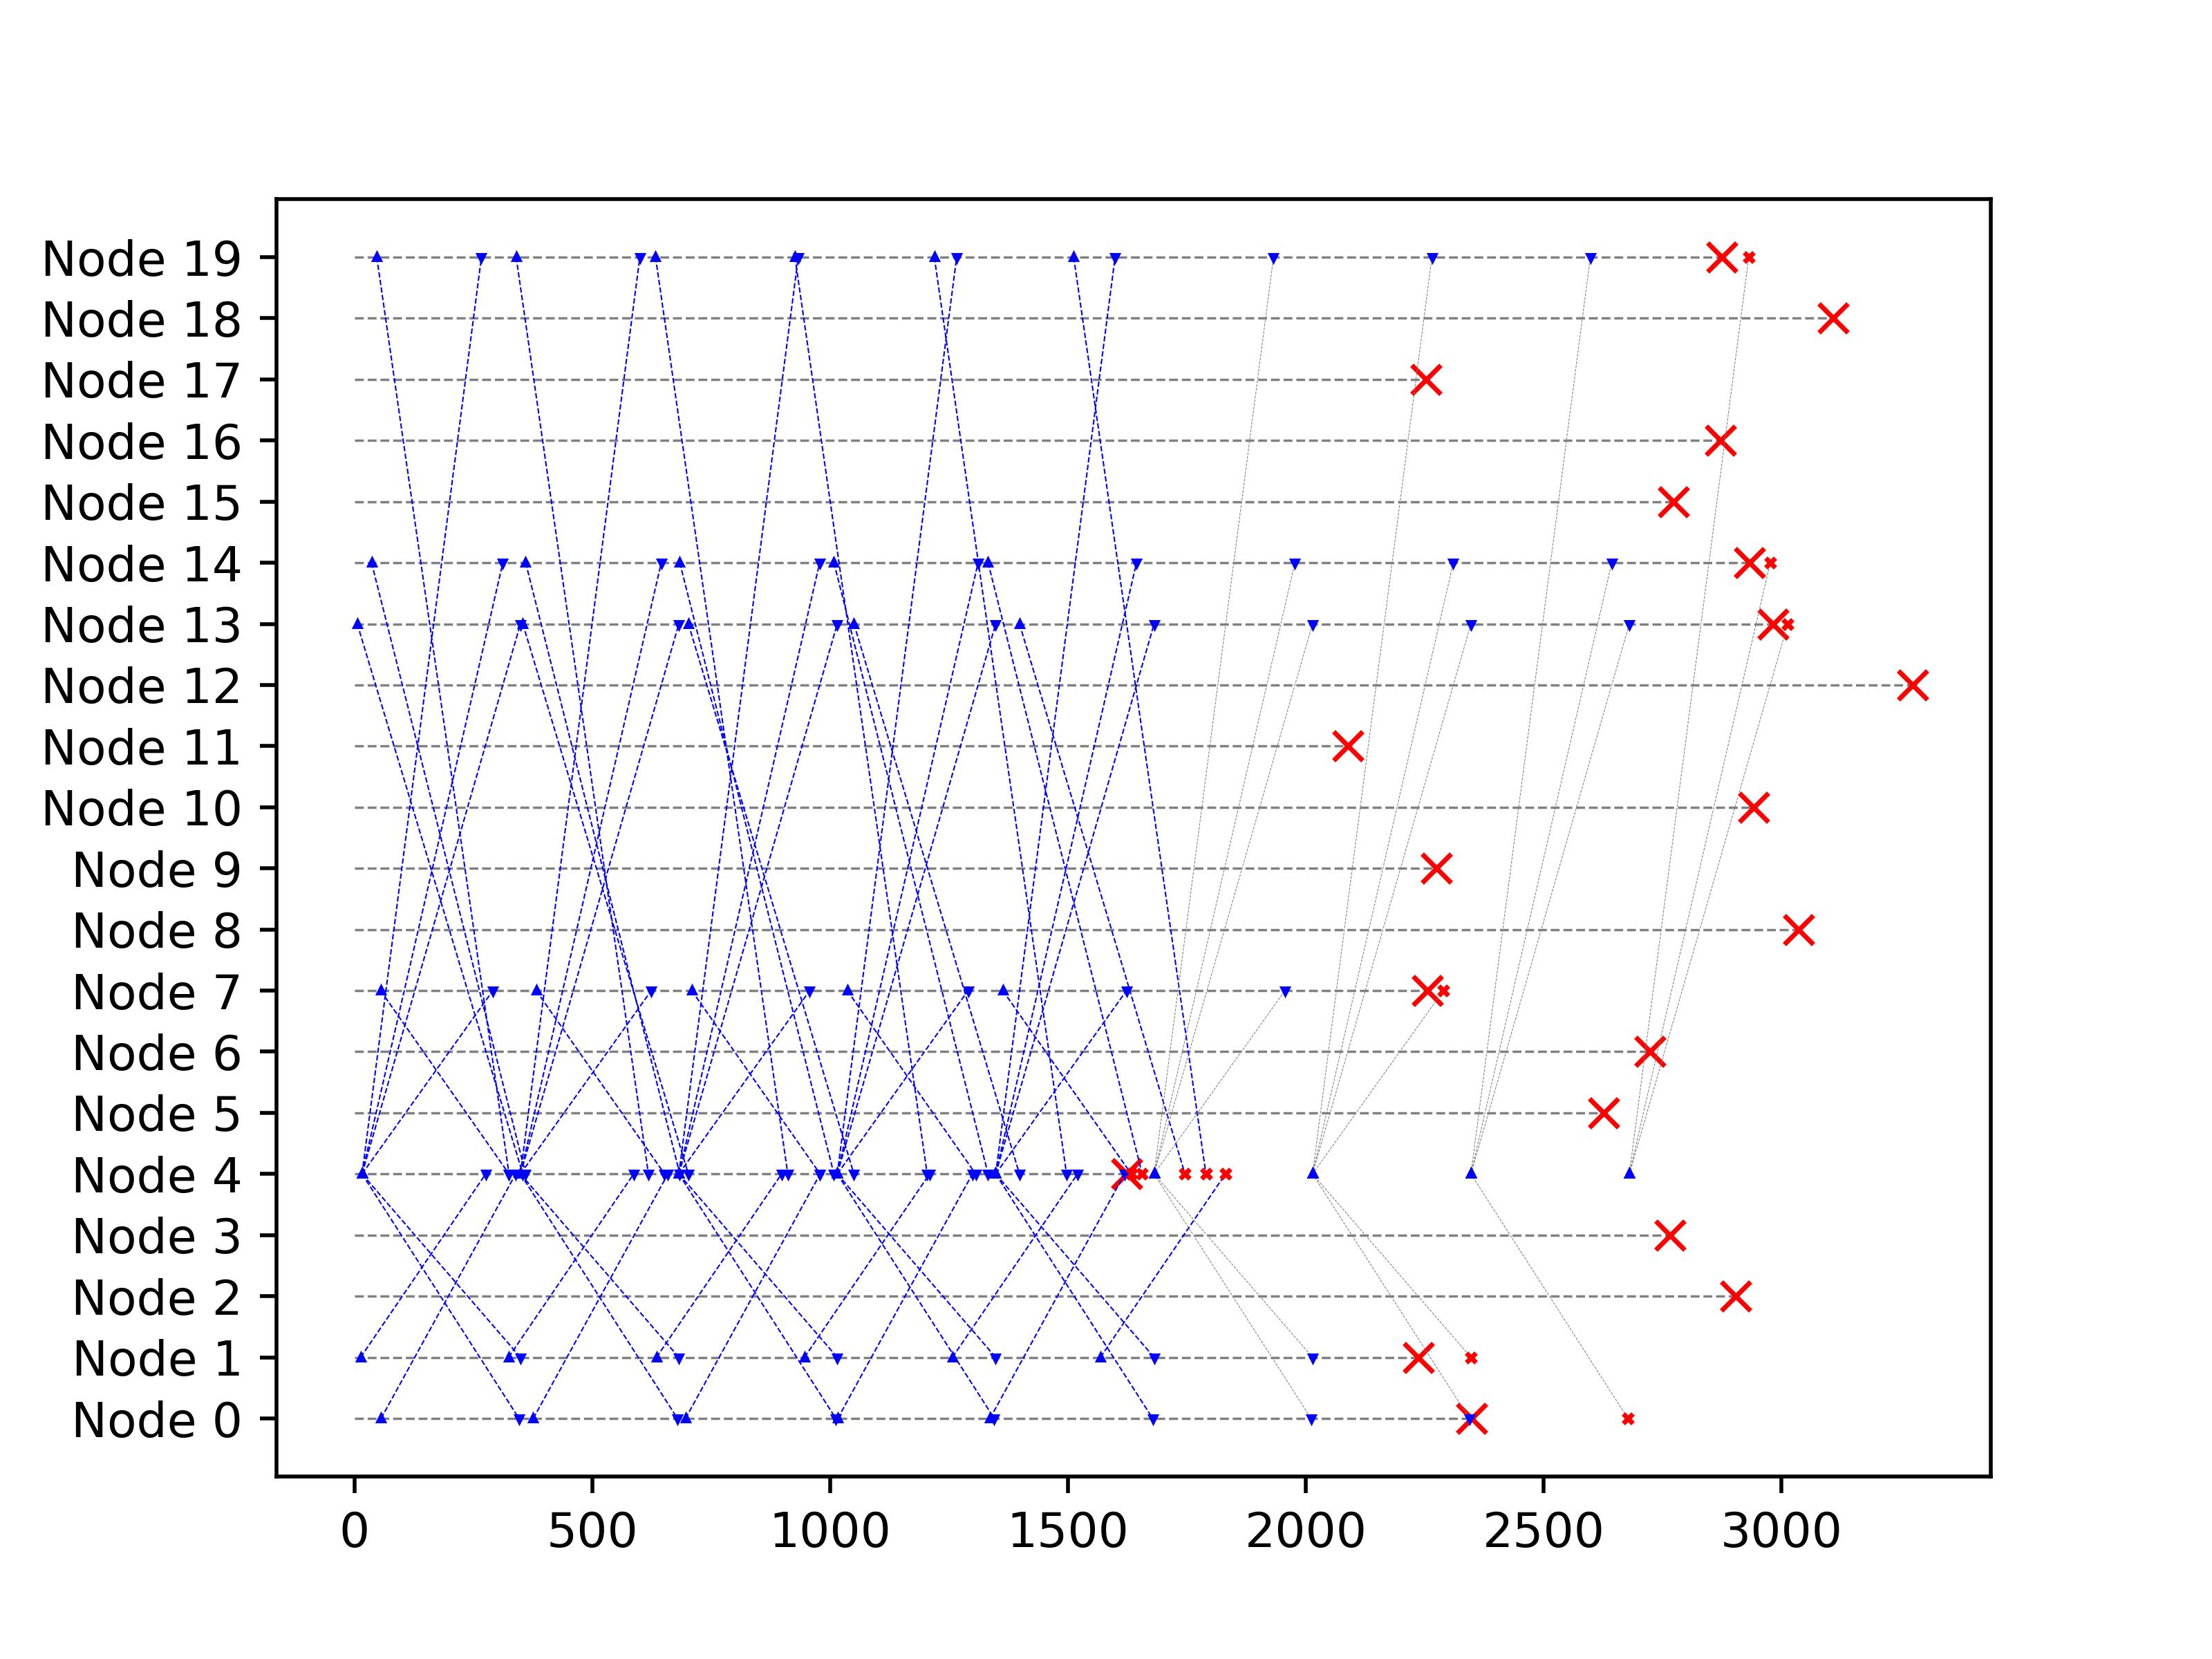 Node 19
Node 18
Node 17
Node 16
Node 15
Node 14
Node 13
Node 12
Node 11
Node 10
Node 9
Node 8
Node 7
Node 6
Node 5
Node 4
Node 3
Node 2
Node 1
Node 0
0 500 1000 1500 2000 2500 3000